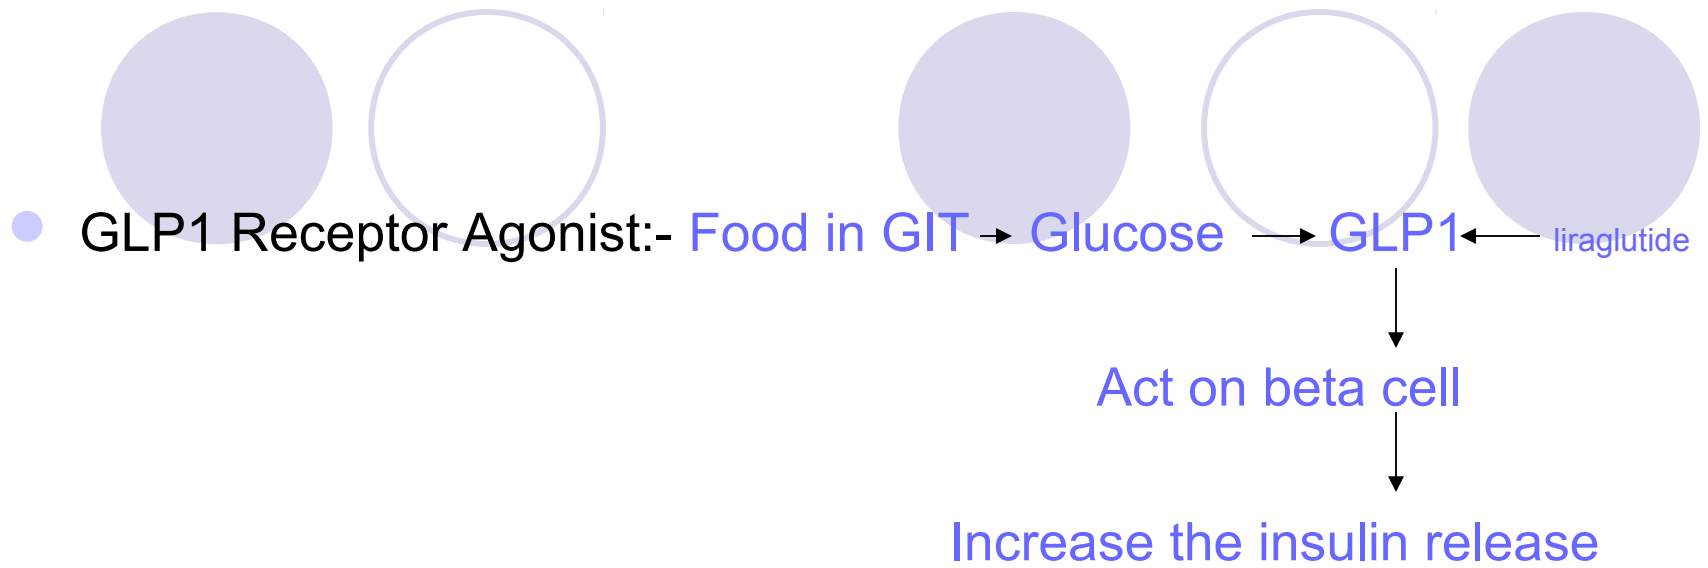 GLP1 Receptor Agonist:- Food in GIT Glucose GLP1 liraglutide
Act on beta cell
Increase the insulin release